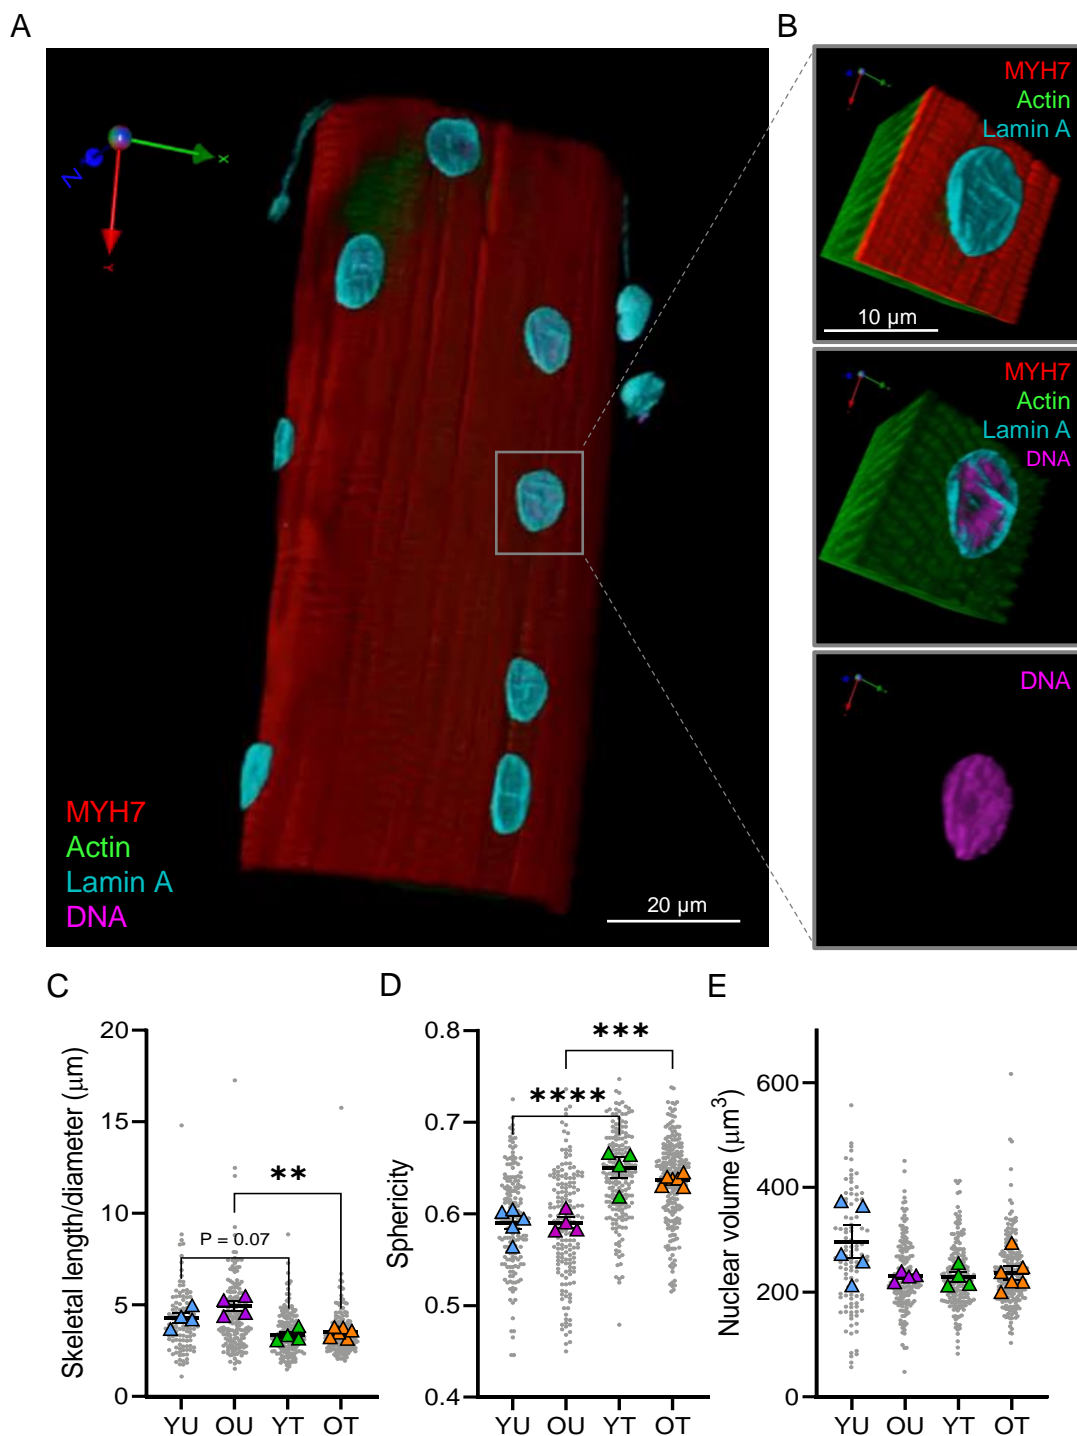 A
X
Y
Z
MYH7
Actin
Lamin A
DNA
20 µm
B
MYH7
Actin
Lamin A
10 µm
MYH7
Actin
Lamin A
DNA
DNA
C
Skeletal length/diameter (µm)
20
15
10
5
0
**
P = 0.07
YU OU YT OT
D
Sphericity
0.8
0.7
0.6
0.5
0.4
***
****
YU OU YT OT
E
Nuclear volume (µm³)
600
400
200
0
YU OU YT OT